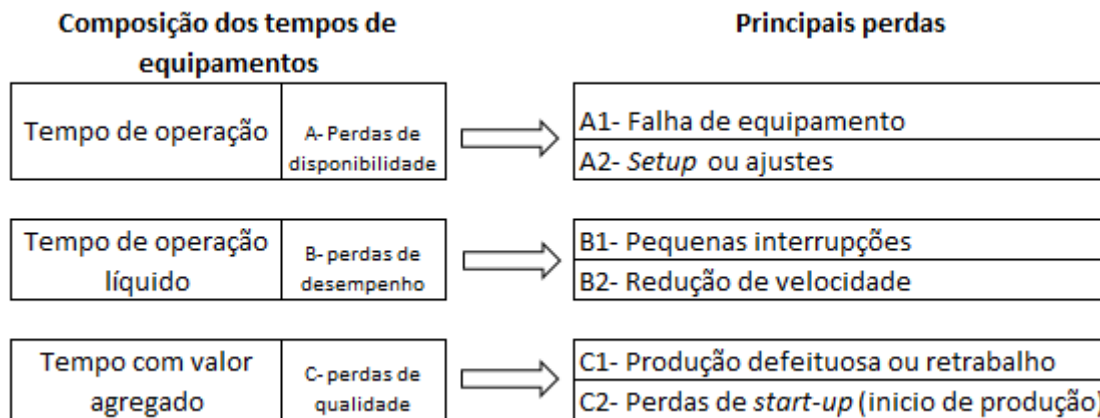 Composição dos tempos de
equipamentos
Principais perdas
Tempo de operação
A- Perdas de
disponibilidade
A1- Falha de equipamento
A2- Setup ou ajustes
Tempo de operação
líquido
B- perdas de
desempenho
B1- Pequenas interrupções
B2- Redução de velocidade
Tempo com valor
agregado
C- perdas de
qualidade
C1- Produção defeituosa ou retrabalho
C2- Perdas de start-up (inicio de produção)